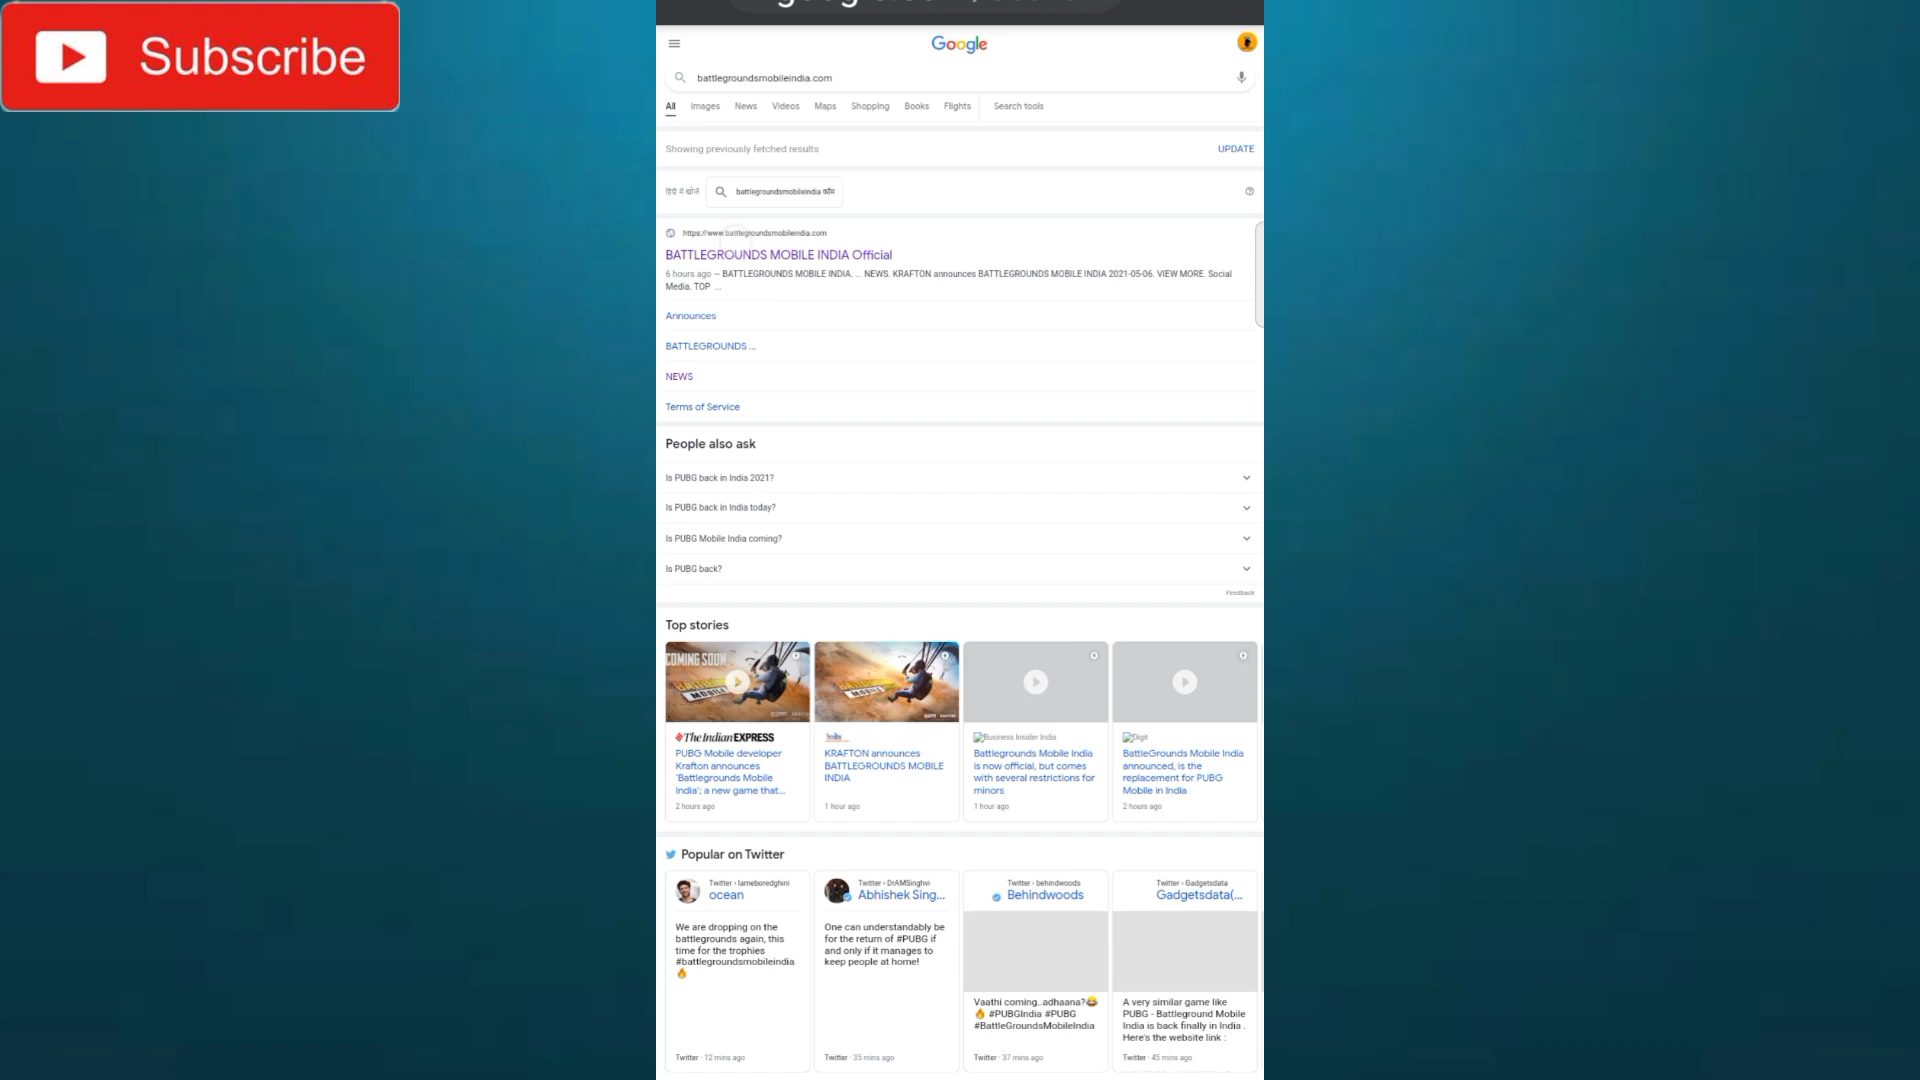 Subscribe
Google
battlegroundsmobileindia.com
All Images News Videos Maps Shopping Books Flights Search tools
Showing previously fetched results
UPDATE
हिंदी में खोजें
battlegroundsmobileindia कॉम
https://www.battlegroundsmobileindia.com
BATTLEGROUNDS MOBILE INDIA Official
6 hours ago — BATTLEGROUNDS MOBILE INDIA. ... NEWS. KRAFTON announces BATTLEGROUNDS MOBILE INDIA 2021-05-06. VIEW MORE. Social
Media. TOP ...
Announces
BATTLEGROUNDS ...
NEWS
Terms of Service
People also ask
Is PUBG back in India 2021?
Is PUBG back in India today?
Is PUBG Mobile India coming?
Is PUBG back?
Feedback
Top stories
COMING SOON
The Indian EXPRESS
PUBG Mobile developer
Krafton announces
'Battlegrounds Mobile
India'; a new game that...
2 hours ago
KRAFTON announces
BATTLEGROUNDS MOBILE
INDIA
1 hour ago
Business Insider India
Battlegrounds Mobile India
is now official, but comes
with several restrictions for
minors
1 hour ago
Digit
BattleGrounds Mobile India
announced, is the
replacement for PUBG
Mobile in India
2 hours ago
Popular on Twitter
Twitter › lameboredghini
ocean
We are dropping on the
battlegrounds again, this
time for the trophies
#battlegroundsmobileindia
🔥
Twitter · 12 mins ago
Twitter › DrAMSinghvi
Abhishek Sing...
One can understandably be
for the return of #PUBG if
and only if it manages to
keep people at home!
Twitter · 35 mins ago
Twitter › behindwoods
Behindwoods
Vaathi coming..adhaana?😂
🔥 #PUBGIndia #PUBG
#BattleGroundsMobileIndia
Twitter · 37 mins ago
Twitter › Gadgetsdata
Gadgetsdata(...
A very similar game like
PUBG - Battleground Mobile
India is back finally in India .
Here's the website link :
Twitter · 45 mins ago